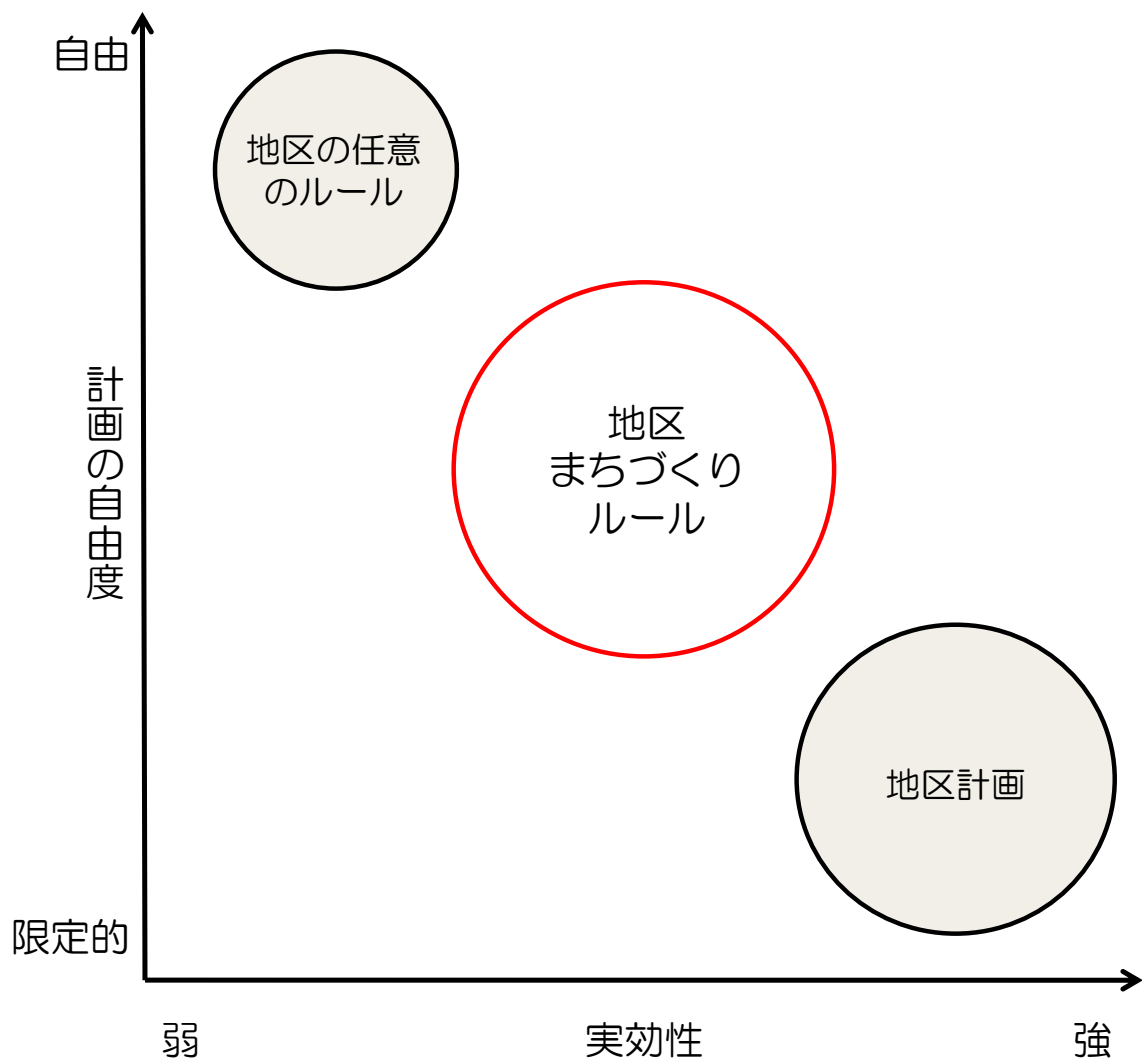 自由
地区の任意
のルール
計画の自由度
地区
まちづくり
ルール
地区計画
限定的
弱
実効性
強